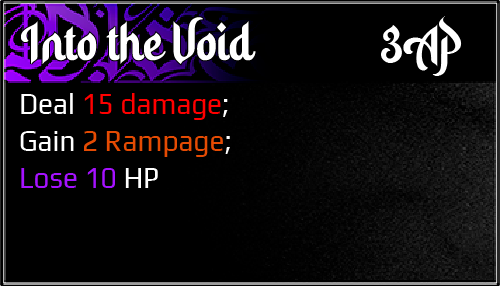 Into the Void 3AP
Deal 15 damage;
Gain 2 Rampage;
Lose 10 HP